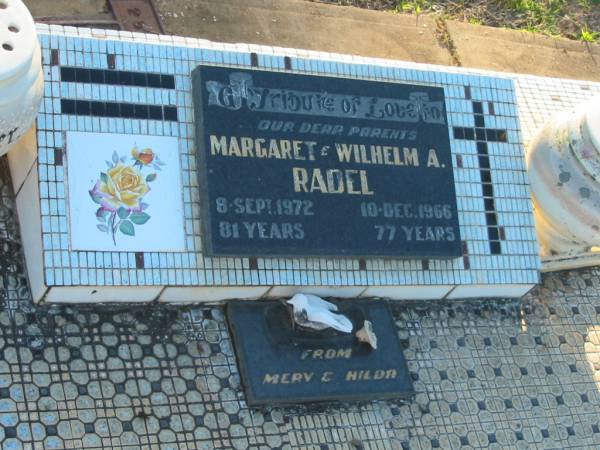 A Tribute of Love to
OUR DEAR PARENTS
MARGARET & WILHELM A.
RADEL
8·SEPT.1972 10·DEC.1966
81 YEARS 77 YEARS
FROM
MERV & HILDA